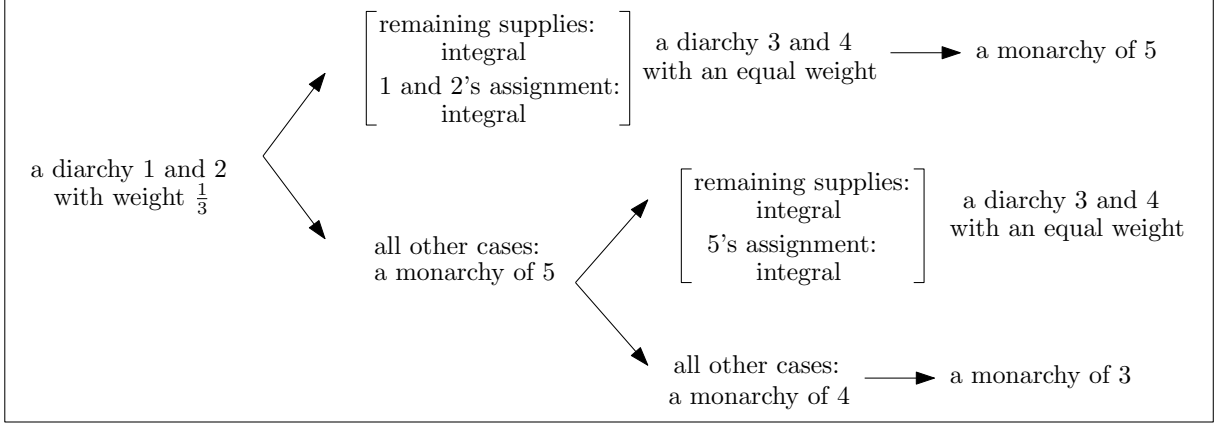 a diarchy 1 and 2
with weight 1/3
remaining supplies:
integral
1 and 2's assignment:
integral
a diarchy 3 and 4
with an equal weight
a monarchy of 5
all other cases:
a monarchy of 5
remaining supplies:
integral
5's assignment:
integral
a diarchy 3 and 4
with an equal weight
all other cases:
a monarchy of 4
a monarchy of 3